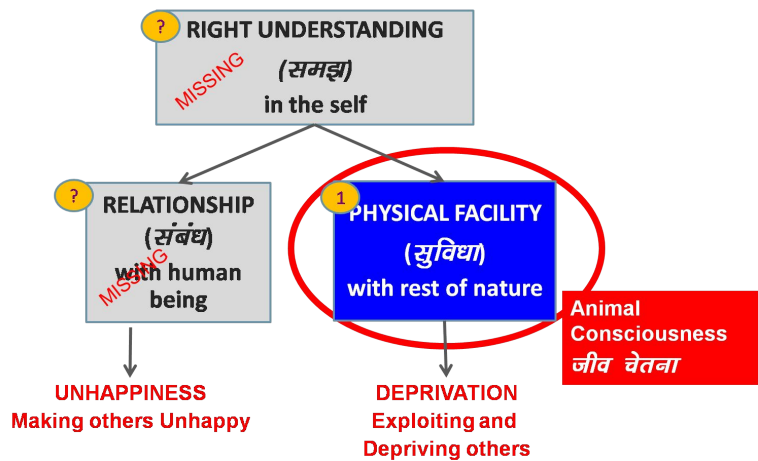 ?
RIGHT UNDERSTANDING
MISSING
(समझ)
in the self
?
RELATIONSHIP
(संबंध)
MISSING
with human
being
1
PHYSICAL FACILITY
(सुविधा)
with rest of nature
Animal
Consciousness
जीव चेतना
UNHAPPINESS
Making others Unhappy
DEPRIVATION
Exploiting and
Depriving others